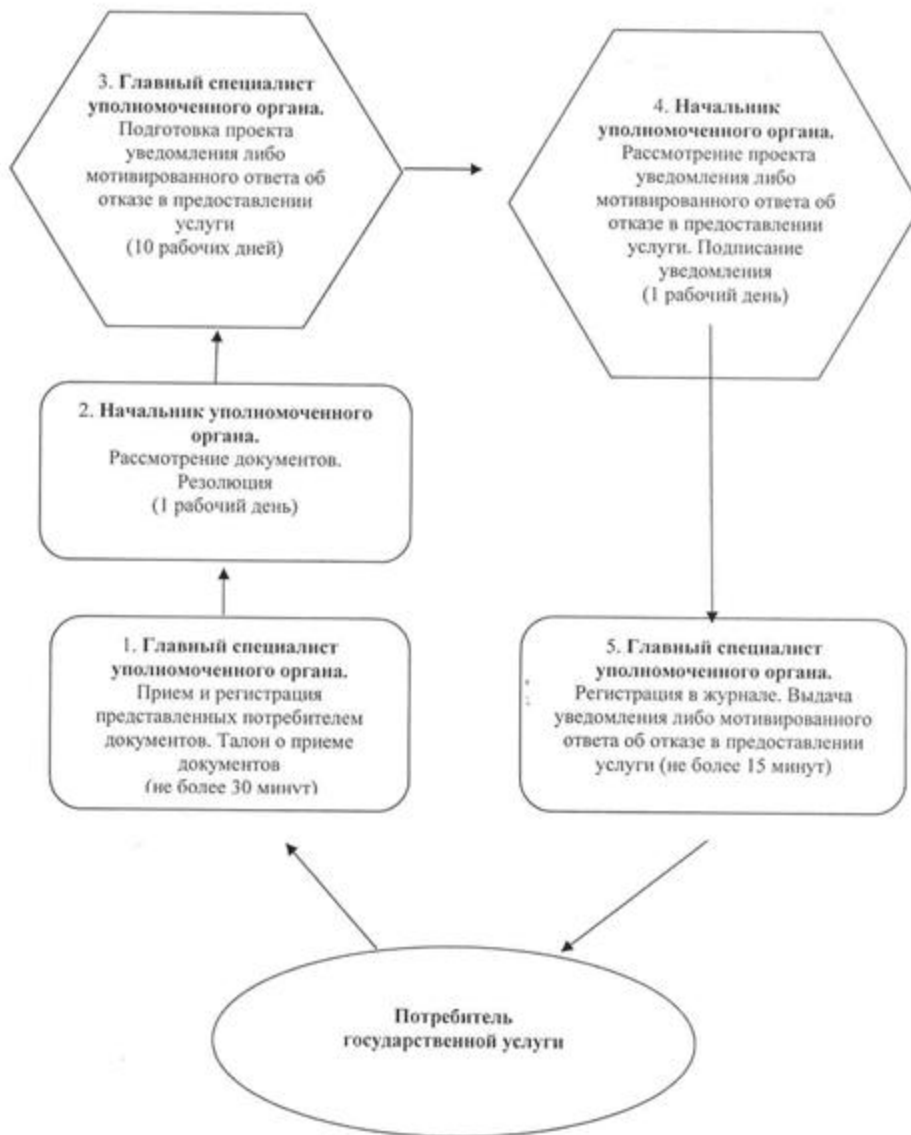 3. Главный специалист
уполномоченного органа.
Подготовка проекта
уведомления либо
мотивированного ответа об
отказе в предоставлении
услуги
(10 рабочих дней)
4. Начальник
уполномоченного органа.
Рассмотрение проекта
уведомления либо
мотивированного ответа об
отказе в предоставлении
услуги. Подписание
уведомления
(1 рабочий день)
2. Начальник уполномоченного
органа.
Рассмотрение документов.
Резолюция
(1 рабочий день)
1. Главный специалист
уполномоченного органа.
Прием и регистрация
представленных потребителем
документов. Талон о приеме
документов
(не более 30 минут)
5. Главный специалист
уполномоченного органа.
Регистрация в журнале. Выдача
уведомления либо мотивированного
ответа об отказе в предоставлении
услуги (не более 15 минут)
Потребитель
государственной услуги